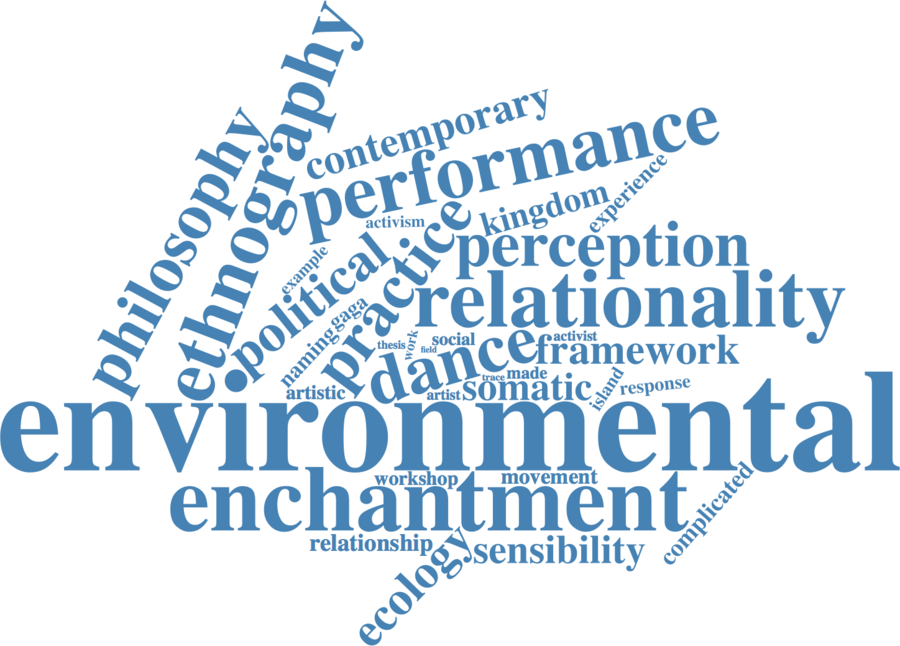 philosophy
ethnography
contemporary
performance
activism
kingdom
experience
example
political
practice
perception
relationality
naming
gaga
thesis
work
field
social
activist
dance
framework
artistic
artist
trace
made
somatic
island
response
environmental
workshop
movement
enchantment
complicated
relationship
ecology
sensibility